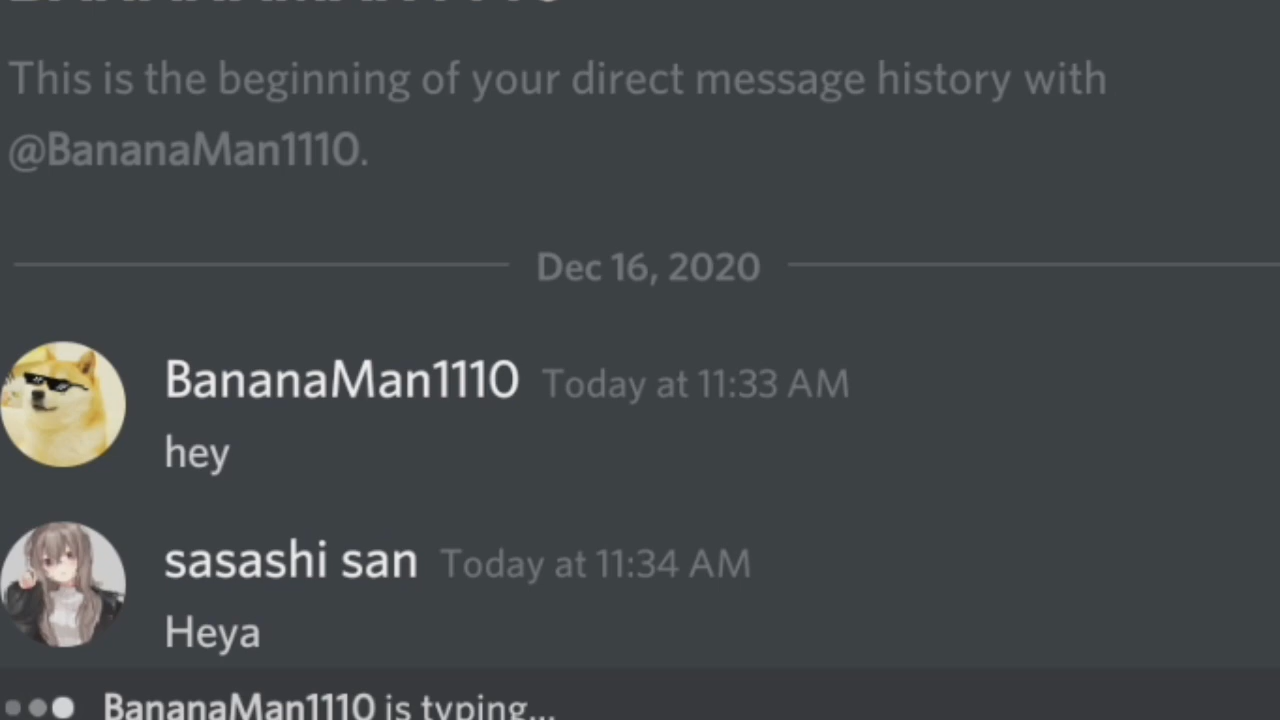 This is the beginning of your direct message history with
@BananaMan1110.
Dec 16, 2020
BananaMan1110 Today at 11:33 AM
hey
sasashi san Today at 11:34 AM
Heya
BananaMan1110 is typing...